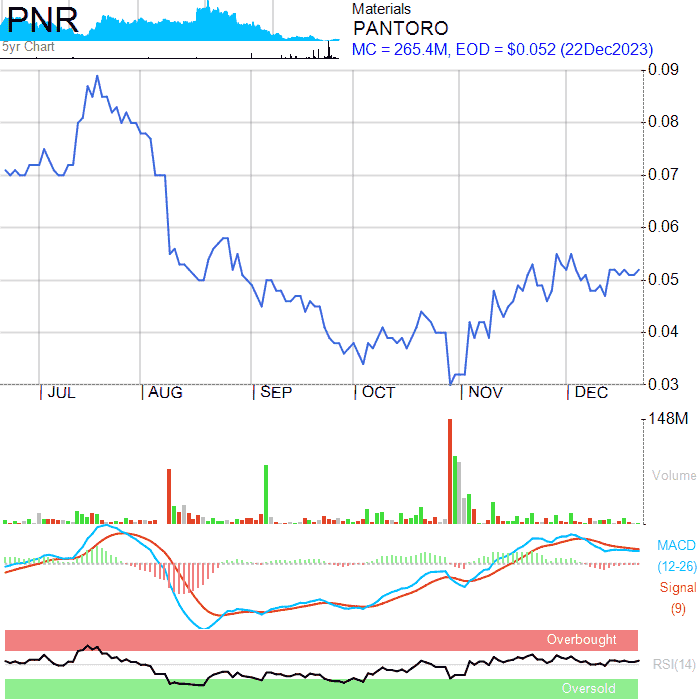 PNR
5yr Chart
Materials
PANTORO
MC = 265.4M, EOD = $0.052 (22Dec2023)
0.09
0.08
0.07
0.06
0.05
0.04
0.03
JUL AUG SEP OCT NOV DEC
148M
Volume
MACD
(12-26)
Signal
(9)
Overbought
RSI(14)
Oversold